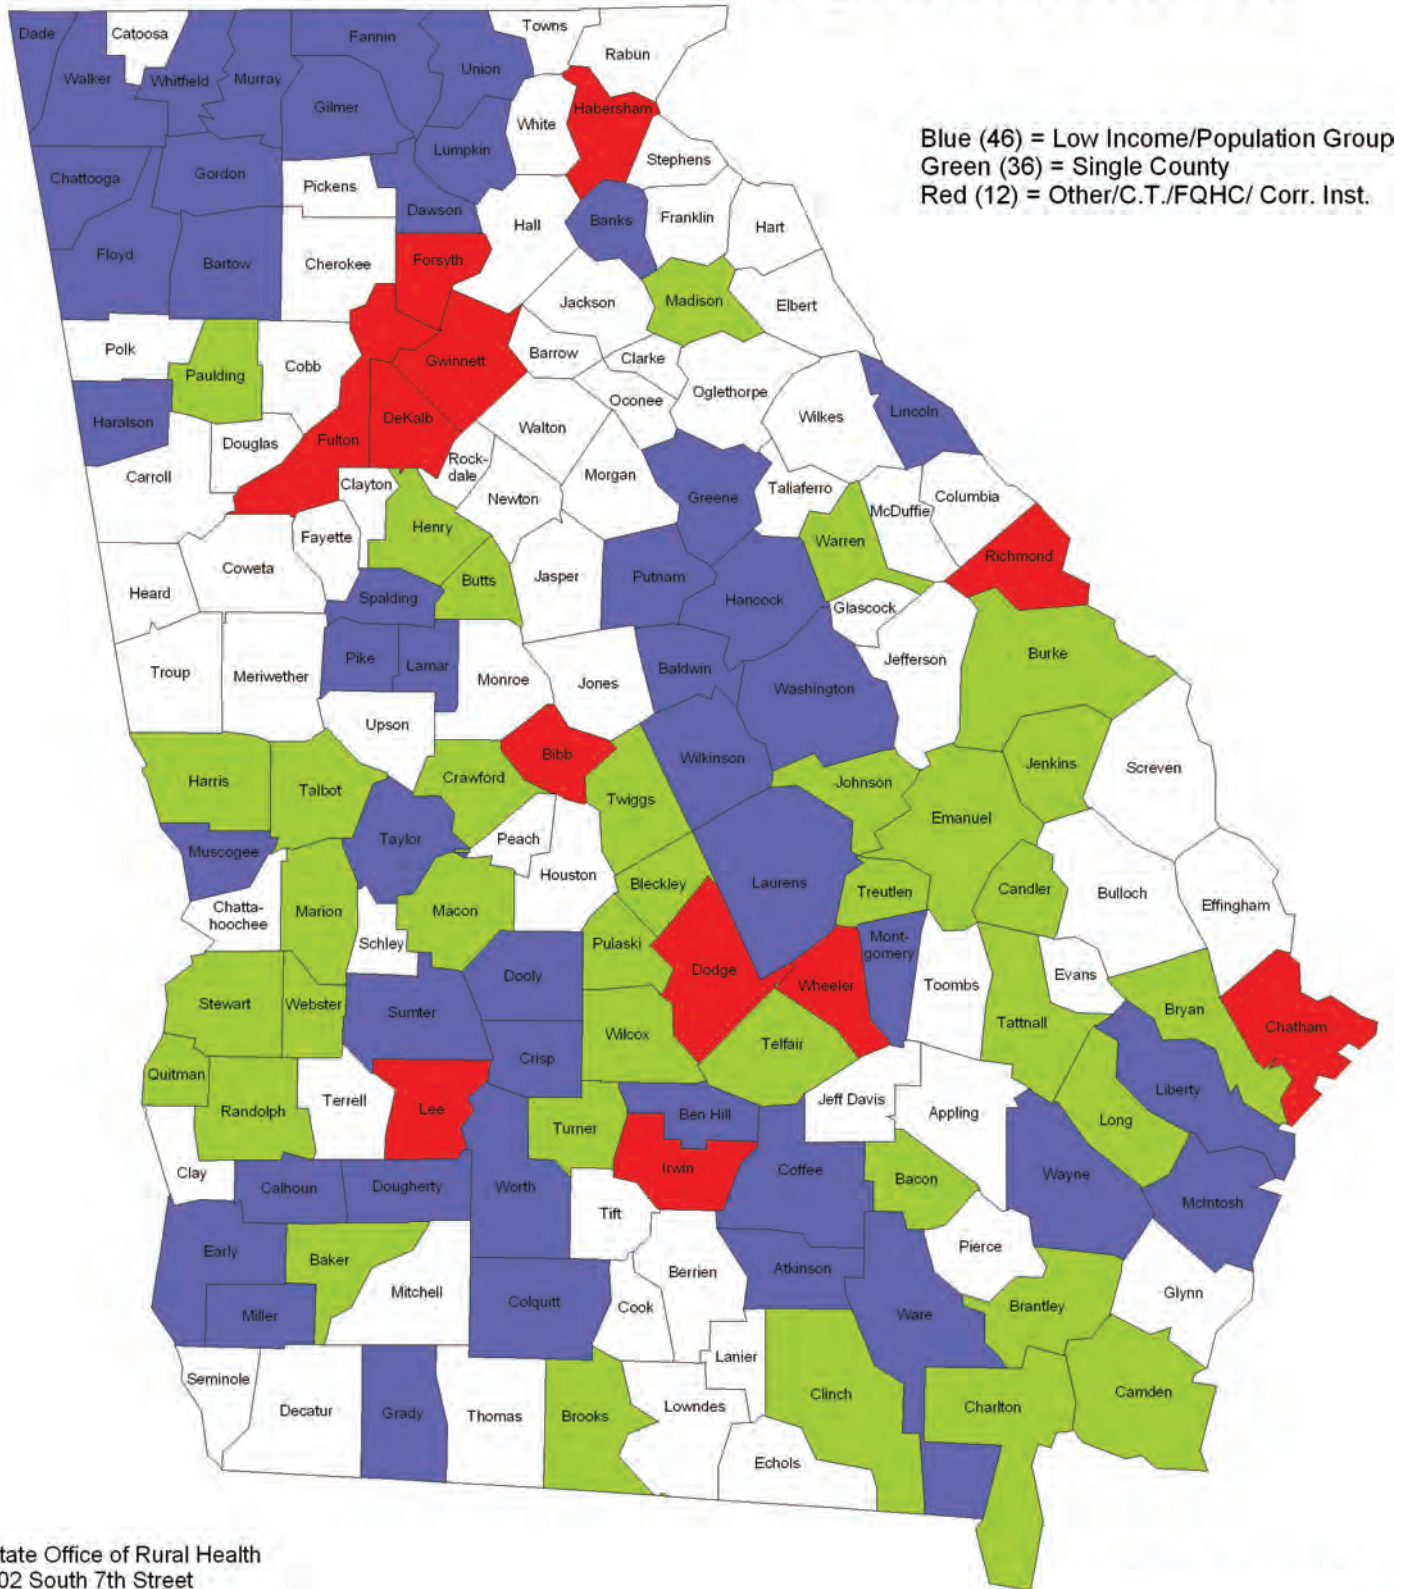 Dade
Catoosa
Fannin
Towns
Rabun
Walker
Whitfield
Murray
Union
Gilmer
Habersham
White
Lumpkin
Stephens
Blue (46) = Low Income/Population Group
Green (36) = Single County
Red (12) = Other/C.T./FQHC/ Corr. Inst.
Chattooga
Gordon
Pickens
Dawson
Hall
Banks
Franklin
Hart
Floyd
Bartow
Cherokee
Forsyth
Jackson
Madison
Elbert
Polk
Paulding
Cobb
Gwinnett
Barrow
Clarke
Oconee
Oglethorpe
Wilkes
Lincoln
Haralson
Douglas
Fulton
DeKalb
Walton
Carroll
Clayton
Rock-
dale
Newton
Morgan
Greene
Taliaferro
McDuffie
Columbia
Henry
Fayette
Warren
Richmond
Coweta
Heard
Butts
Jasper
Putnam
Hancock
Glascock
Spalding
Troup
Meriwether
Pike
Lamar
Monroe
Jones
Baldwin
Washington
Jefferson
Burke
Upson
Bibb
Wilkinson
Harris
Talbot
Crawford
Twiggs
Johnson
Jenkins
Screven
Emanuel
Muscogee
Taylor
Peach
Houston
Bleckley
Laurens
Treutlen
Candler
Bulloch
Effingham
Chatta-
hoochee
Marion
Macon
Schley
Pulaski
Dodge
Mont-
gomery
Wheeler
Toombs
Evans
Dooly
Stewart
Webster
Sumter
Wilcox
Telfair
Tattnall
Bryan
Chatham
Crisp
Quitman
Randolph
Terrell
Lee
Turner
Ben Hill
Jeff Davis
Appling
Long
Liberty
Clay
Calhoun
Dougherty
Worth
Irwin
Coffee
Bacon
Wayne
McIntosh
Tift
Early
Baker
Mitchell
Berrien
Atkinson
Pierce
Miller
Colquitt
Cook
Ware
Brantley
Glynn
Seminole
Decatur
Grady
Thomas
Brooks
Lanier
Lowndes
Clinch
Charlton
Camden
Echols
tate Office of Rural Health
02 South 7th Street